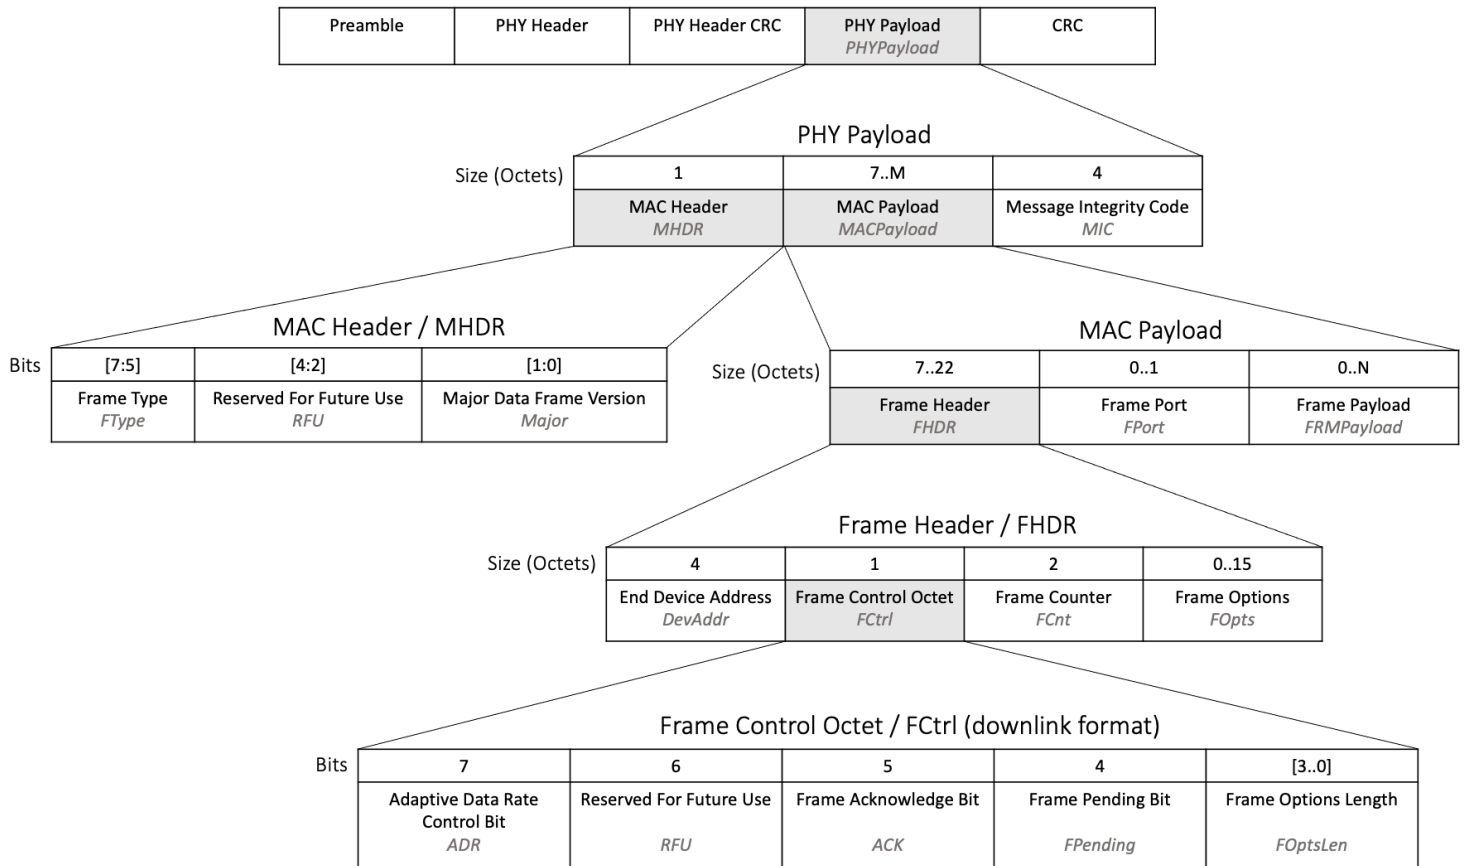 Preamble PHY Header PHY Header CRC PHY Payload CRC
PHYPayload
PHY Payload
Size (Octets) 1 7..M 4
MAC Header MAC Payload Message Integrity Code
MHDR MACPayload MIC
MAC Header / MHDR
Bits [7:5] [4:2] [1:0]
Frame Type Reserved For Future Use Major Data Frame Version
FType RFU Major
MAC Payload
Size (Octets) 7..22 0..1 0..N
Frame Header Frame Port Frame Payload
FHDR FPort FRMPayload
Frame Header / FHDR
Size (Octets) 4 1 2 0..15
End Device Address Frame Control Octet Frame Counter Frame Options
DevAddr FCtrl FCnt FOpts
Frame Control Octet / FCtrl (downlink format)
Bits 7 6 5 4 [3..0]
Adaptive Data Rate Reserved For Future Use Frame Acknowledge Bit Frame Pending Bit Frame Options Length
Control Bit
ADR RFU ACK FPending FOptsLen